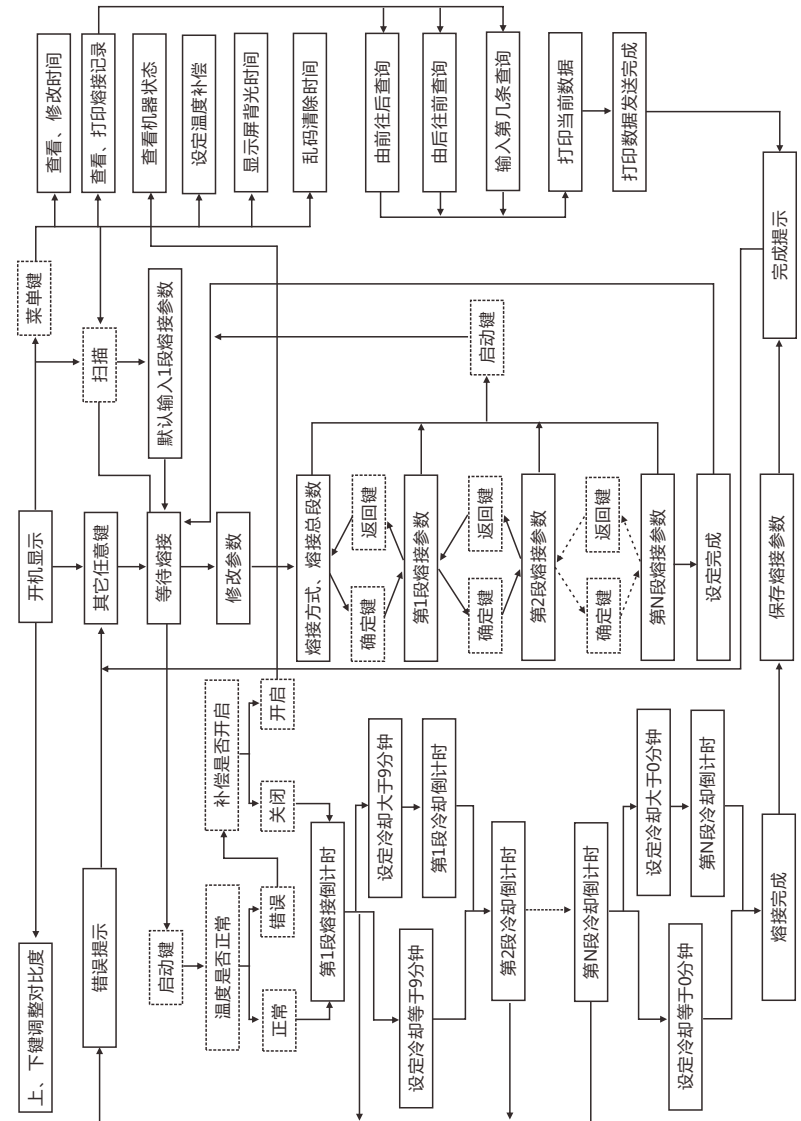 开机显示
上、下键调整对比度
菜单键
查看、修改时间
查看、打印熔接记录
查看机器状态
设定温度补偿
显示屏背光时间
乱码清除时间
由前往后查询
由后往前查询
输入第几条查询
打印当前数据
打印数据发送完成
扫描
默认输入1段熔接参数
其它任意键
等待熔接
修改参数
熔接方式、熔接总段数
确定键
返回键
第1段熔接参数
确定键
返回键
第2段熔接参数
确定键
返回键
第N段熔接参数
设定完成
启动键
启动键
温度是否正常
正常
错误
补偿是否开启
关闭
开启
第1段熔接倒计时
设定冷却等于9分钟
设定冷却大于9分钟
第1段冷却倒计时
第2段冷却倒计时
第N段冷却倒计时
设定冷却等于0分钟
设定冷却大于0分钟
第N段冷却倒计时
熔接完成
保存熔接参数
完成提示
错误提示